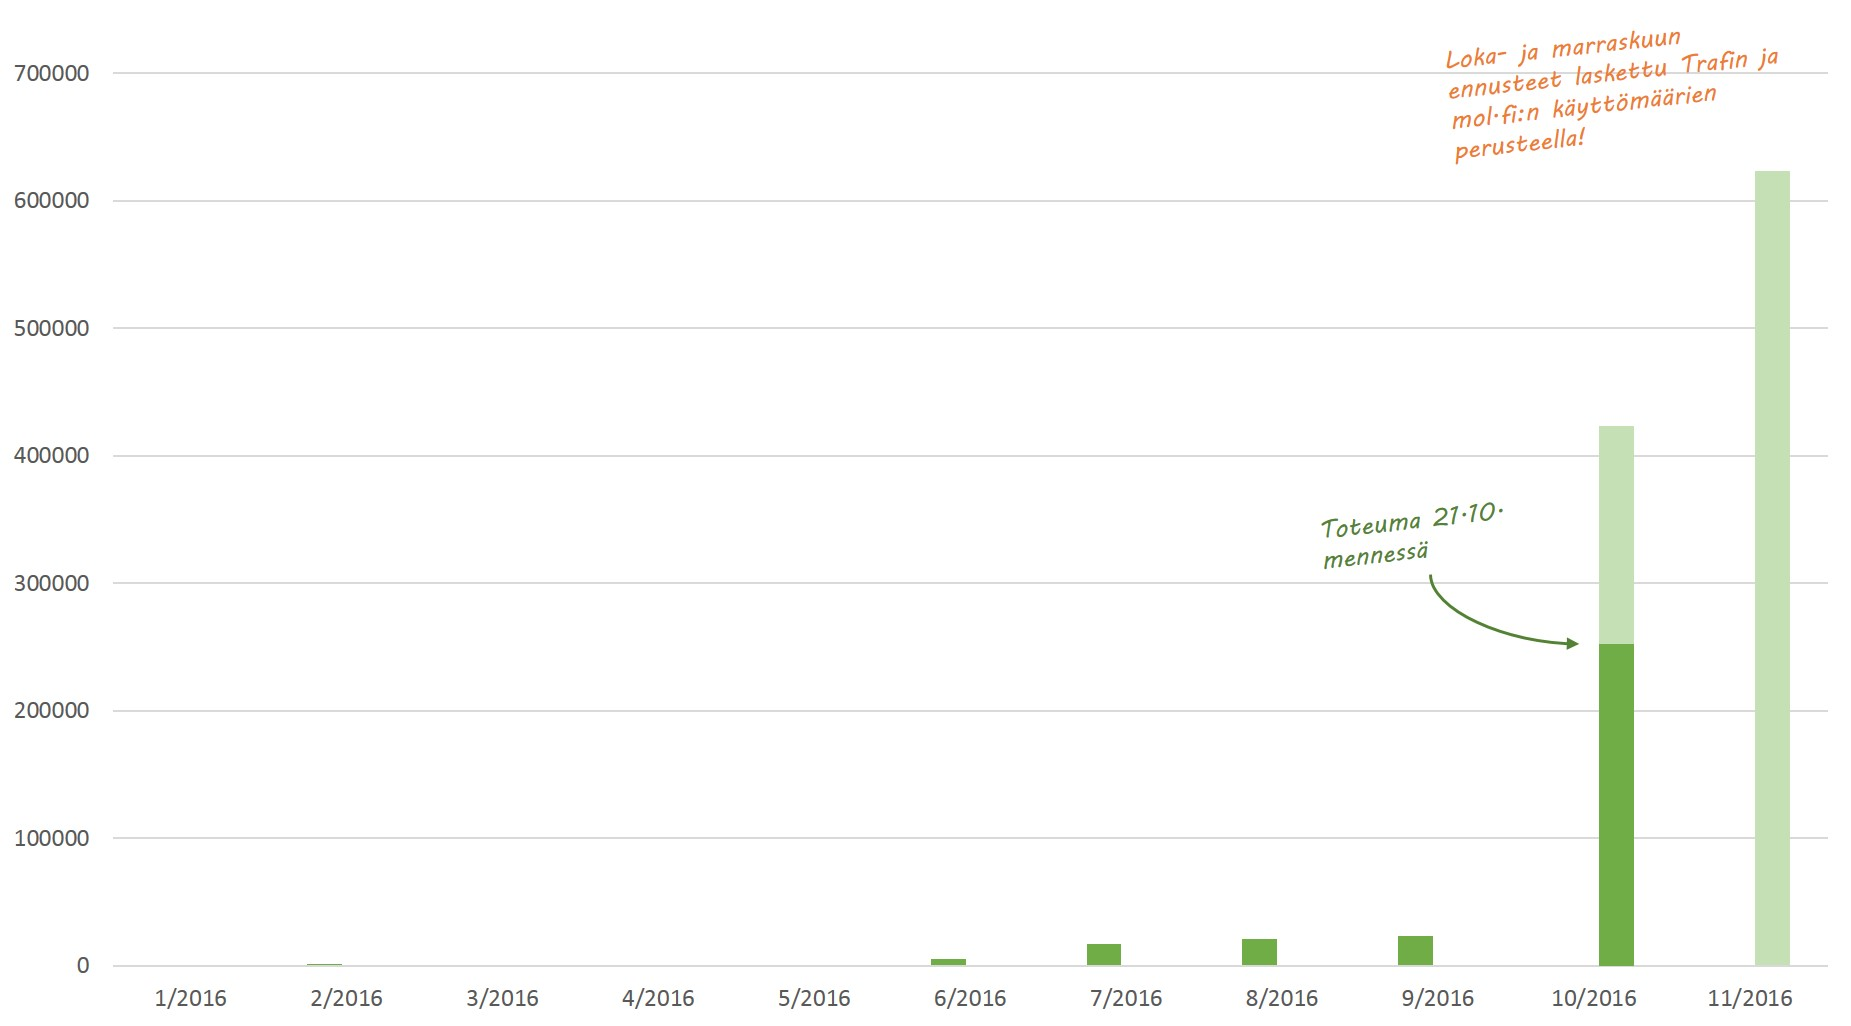 Loka- ja marraskuun
ennusteet laskettu Trafin ja
mol.fi:n käyttömäärien
perusteella!
700000
600000
500000
400000
Toteuma 21.10.
mennessä
300000
200000
100000
0
1/2016 2/2016 3/2016 4/2016 5/2016 6/2016 7/2016 8/2016 9/2016 10/2016 11/2016